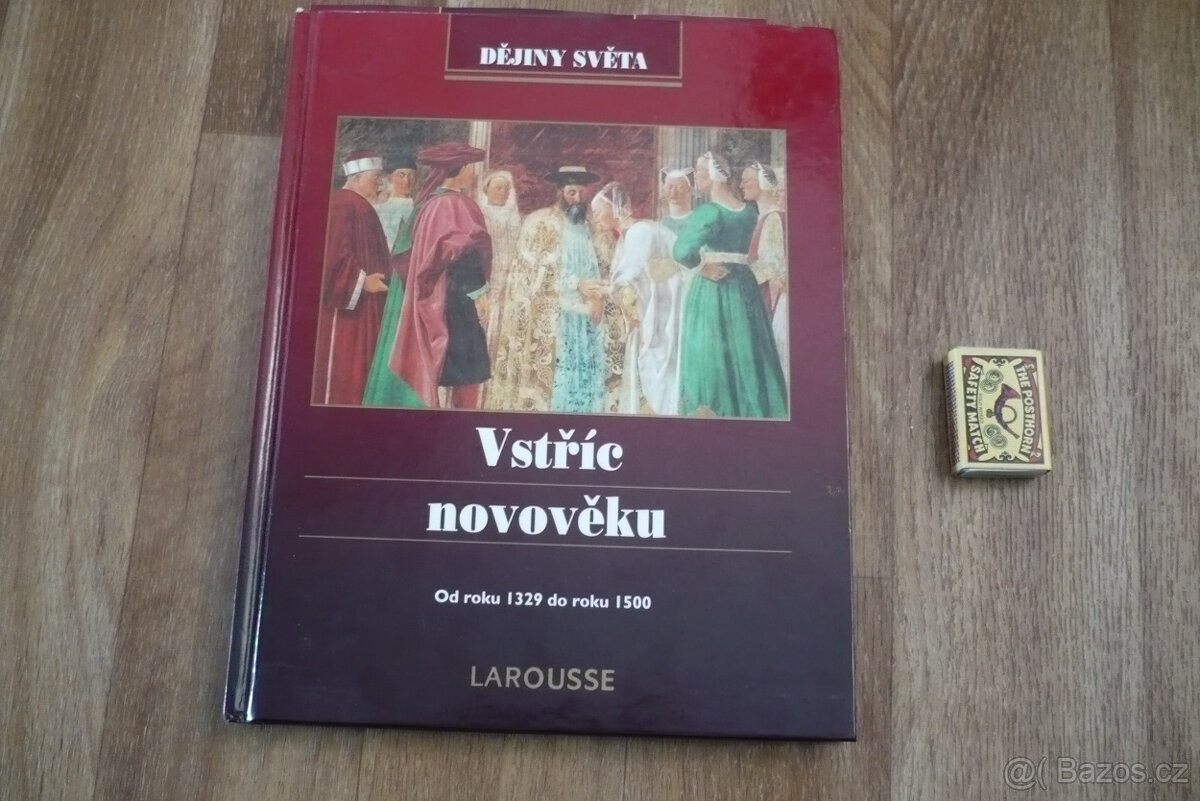 DĚJINY SVĚTA
Vstříc
novověku
Od roku 1329 do roku 1500
LAROUSSE
THE POSTHORN
SAFETY MATCH
@( Bazos.cz